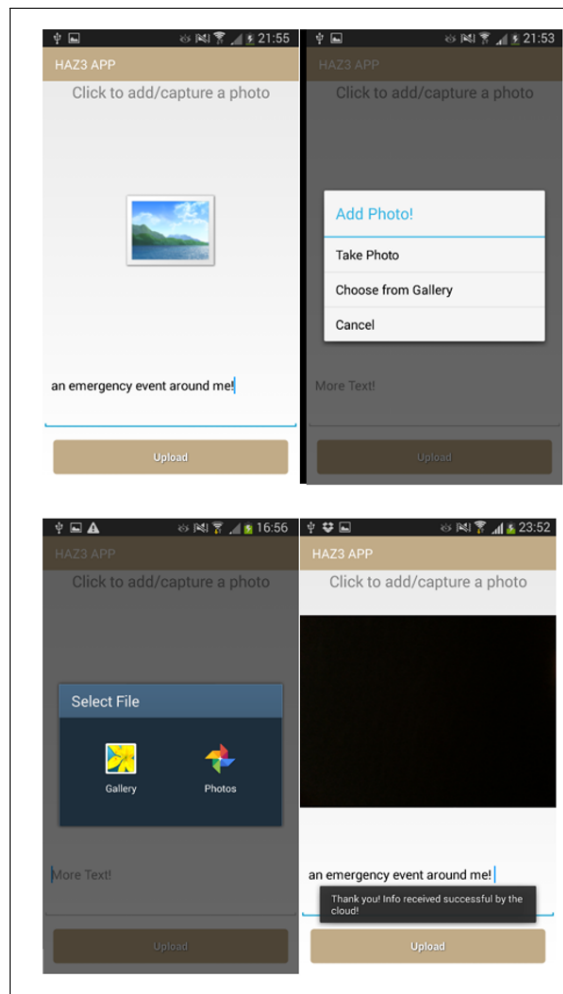 21:55
HAZ3 APP
Click to add/capture a photo
an emergency event around me!
Upload
21:53
HAZ3 APP
Click to add/capture a photo
Add Photo!
Take Photo
Choose from Gallery
Cancel
More Text!
Upload
16:56
HAZ3 APP
Click to add/capture a photo
Select File
Gallery
Photos
More Text!
Upload
23:52
HAZ3 APP
Click to add/capture a photo
an emergency event around me!
Thank you! Info received successful by the
cloud!
Upload